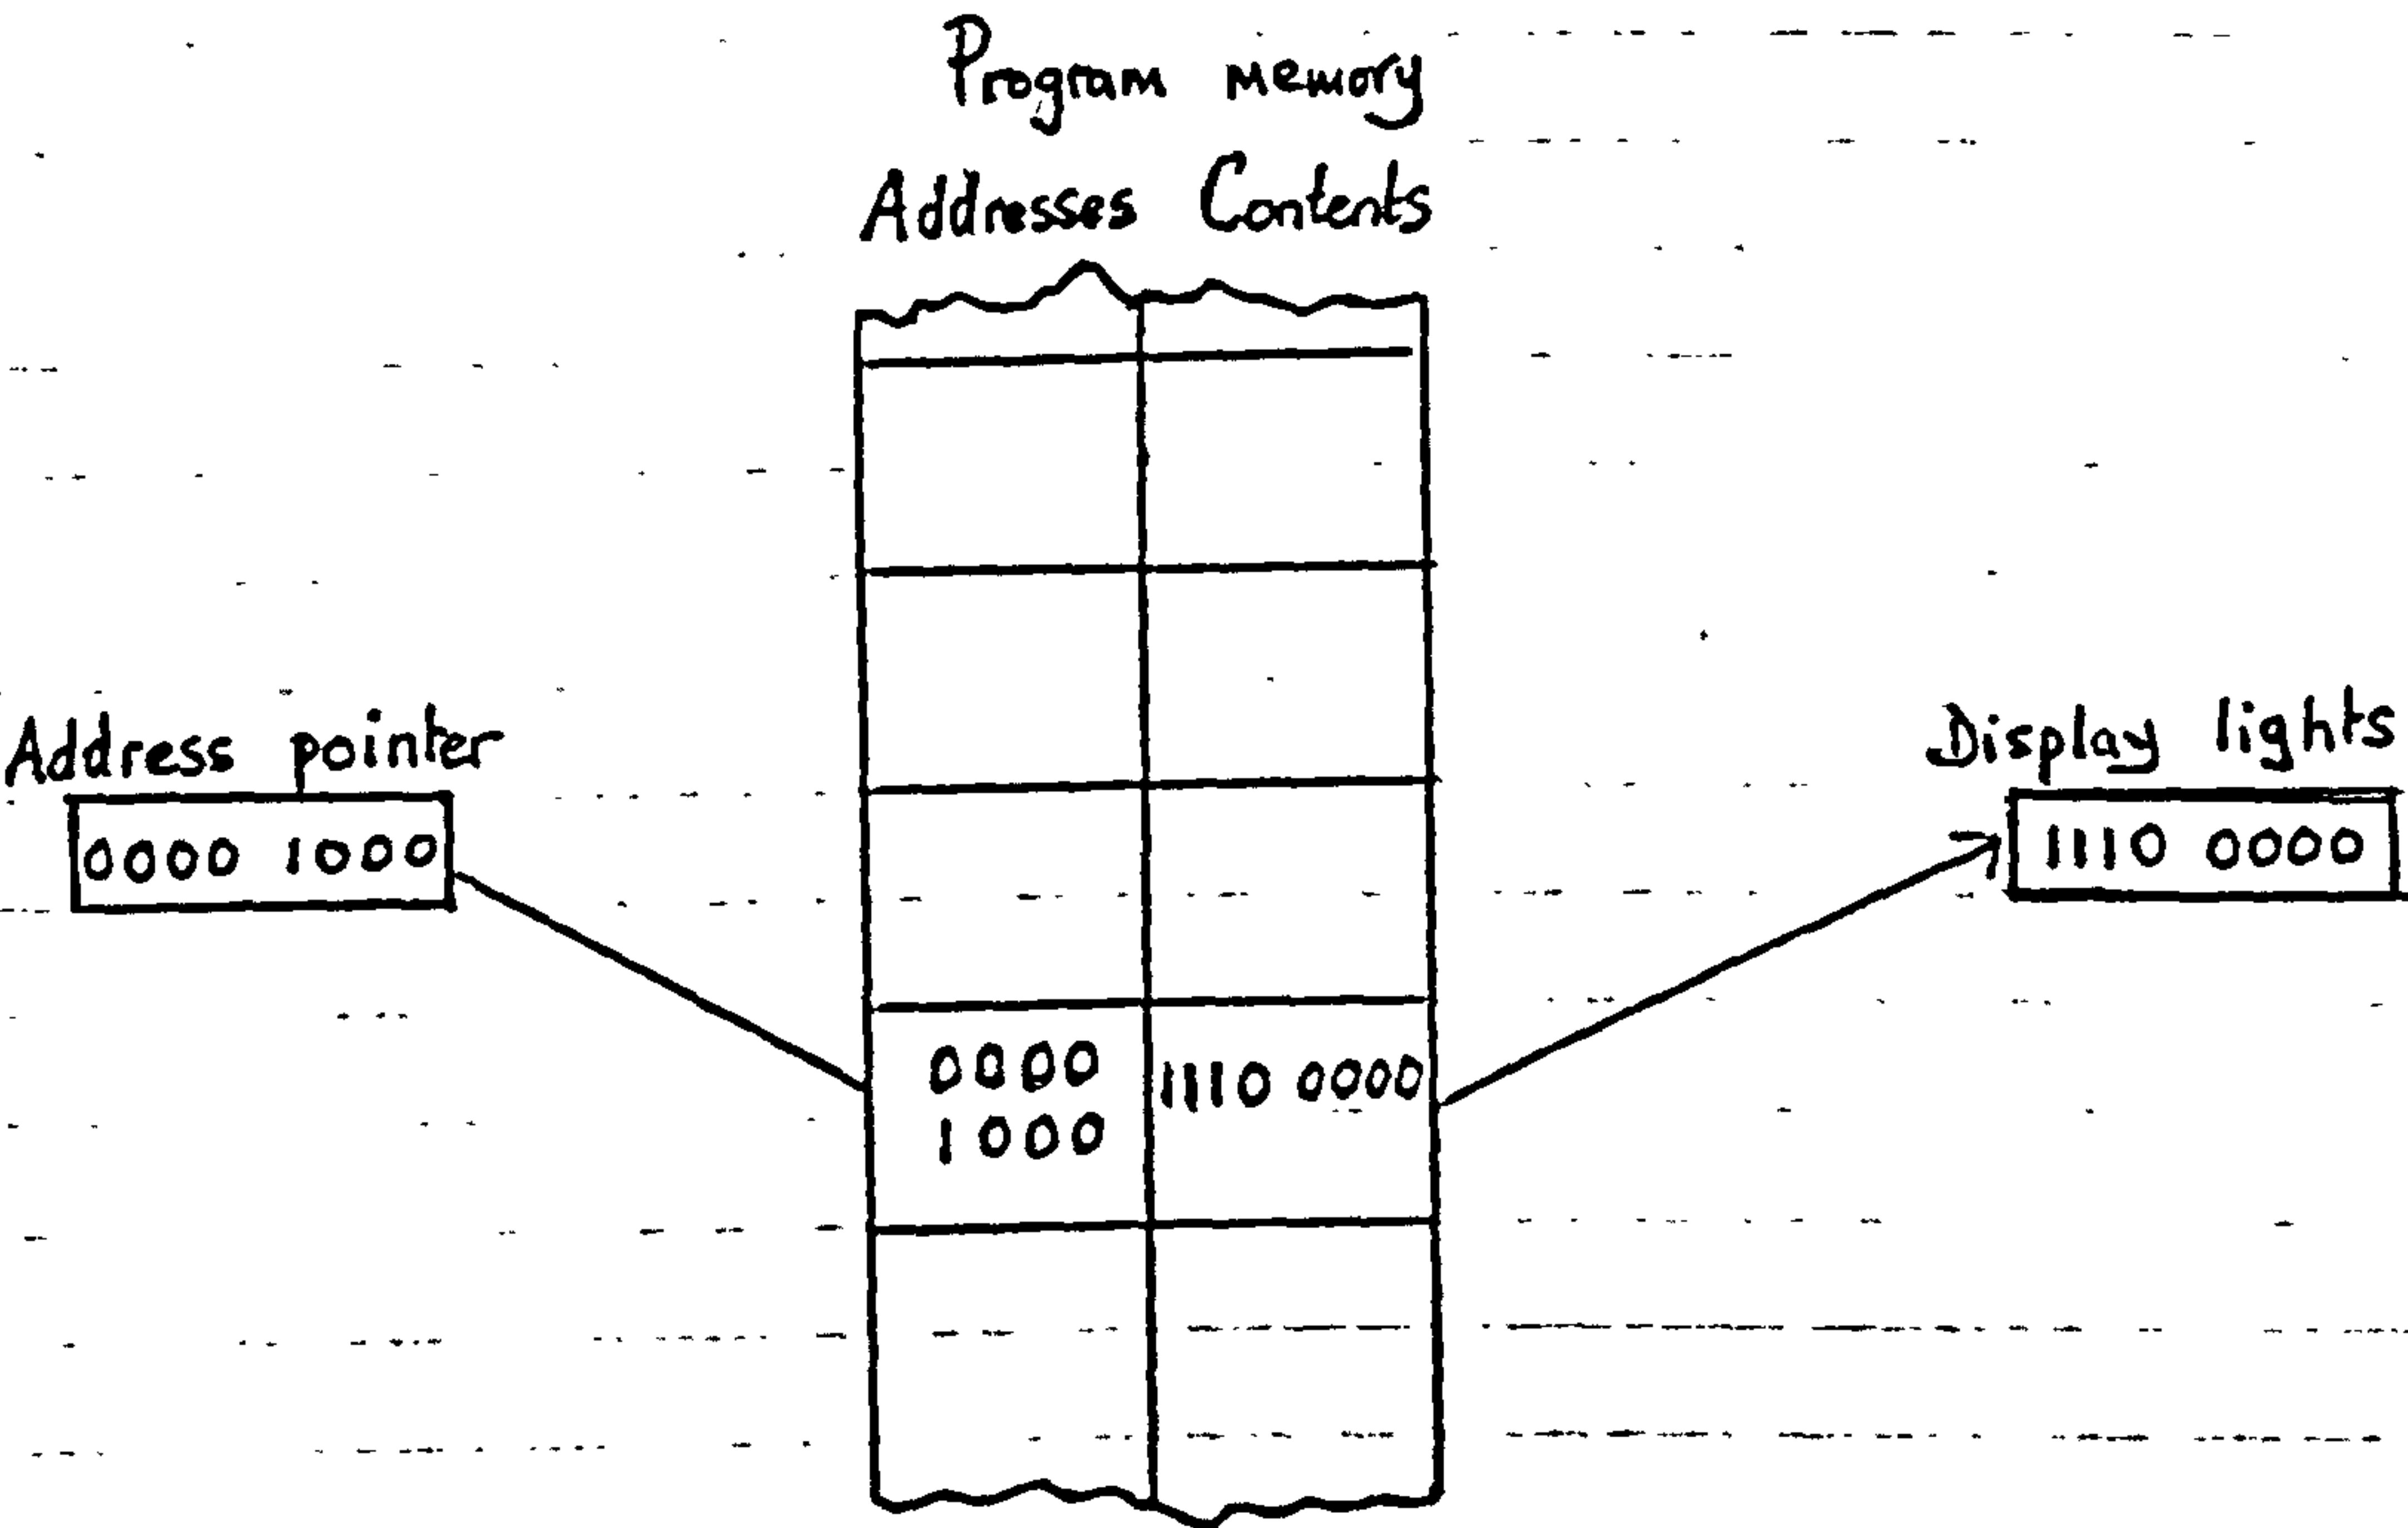 Program memory
Addresses Contents
Address pointer
0000 1000
0000
1000
1110 0000
Display lights
1110 0000